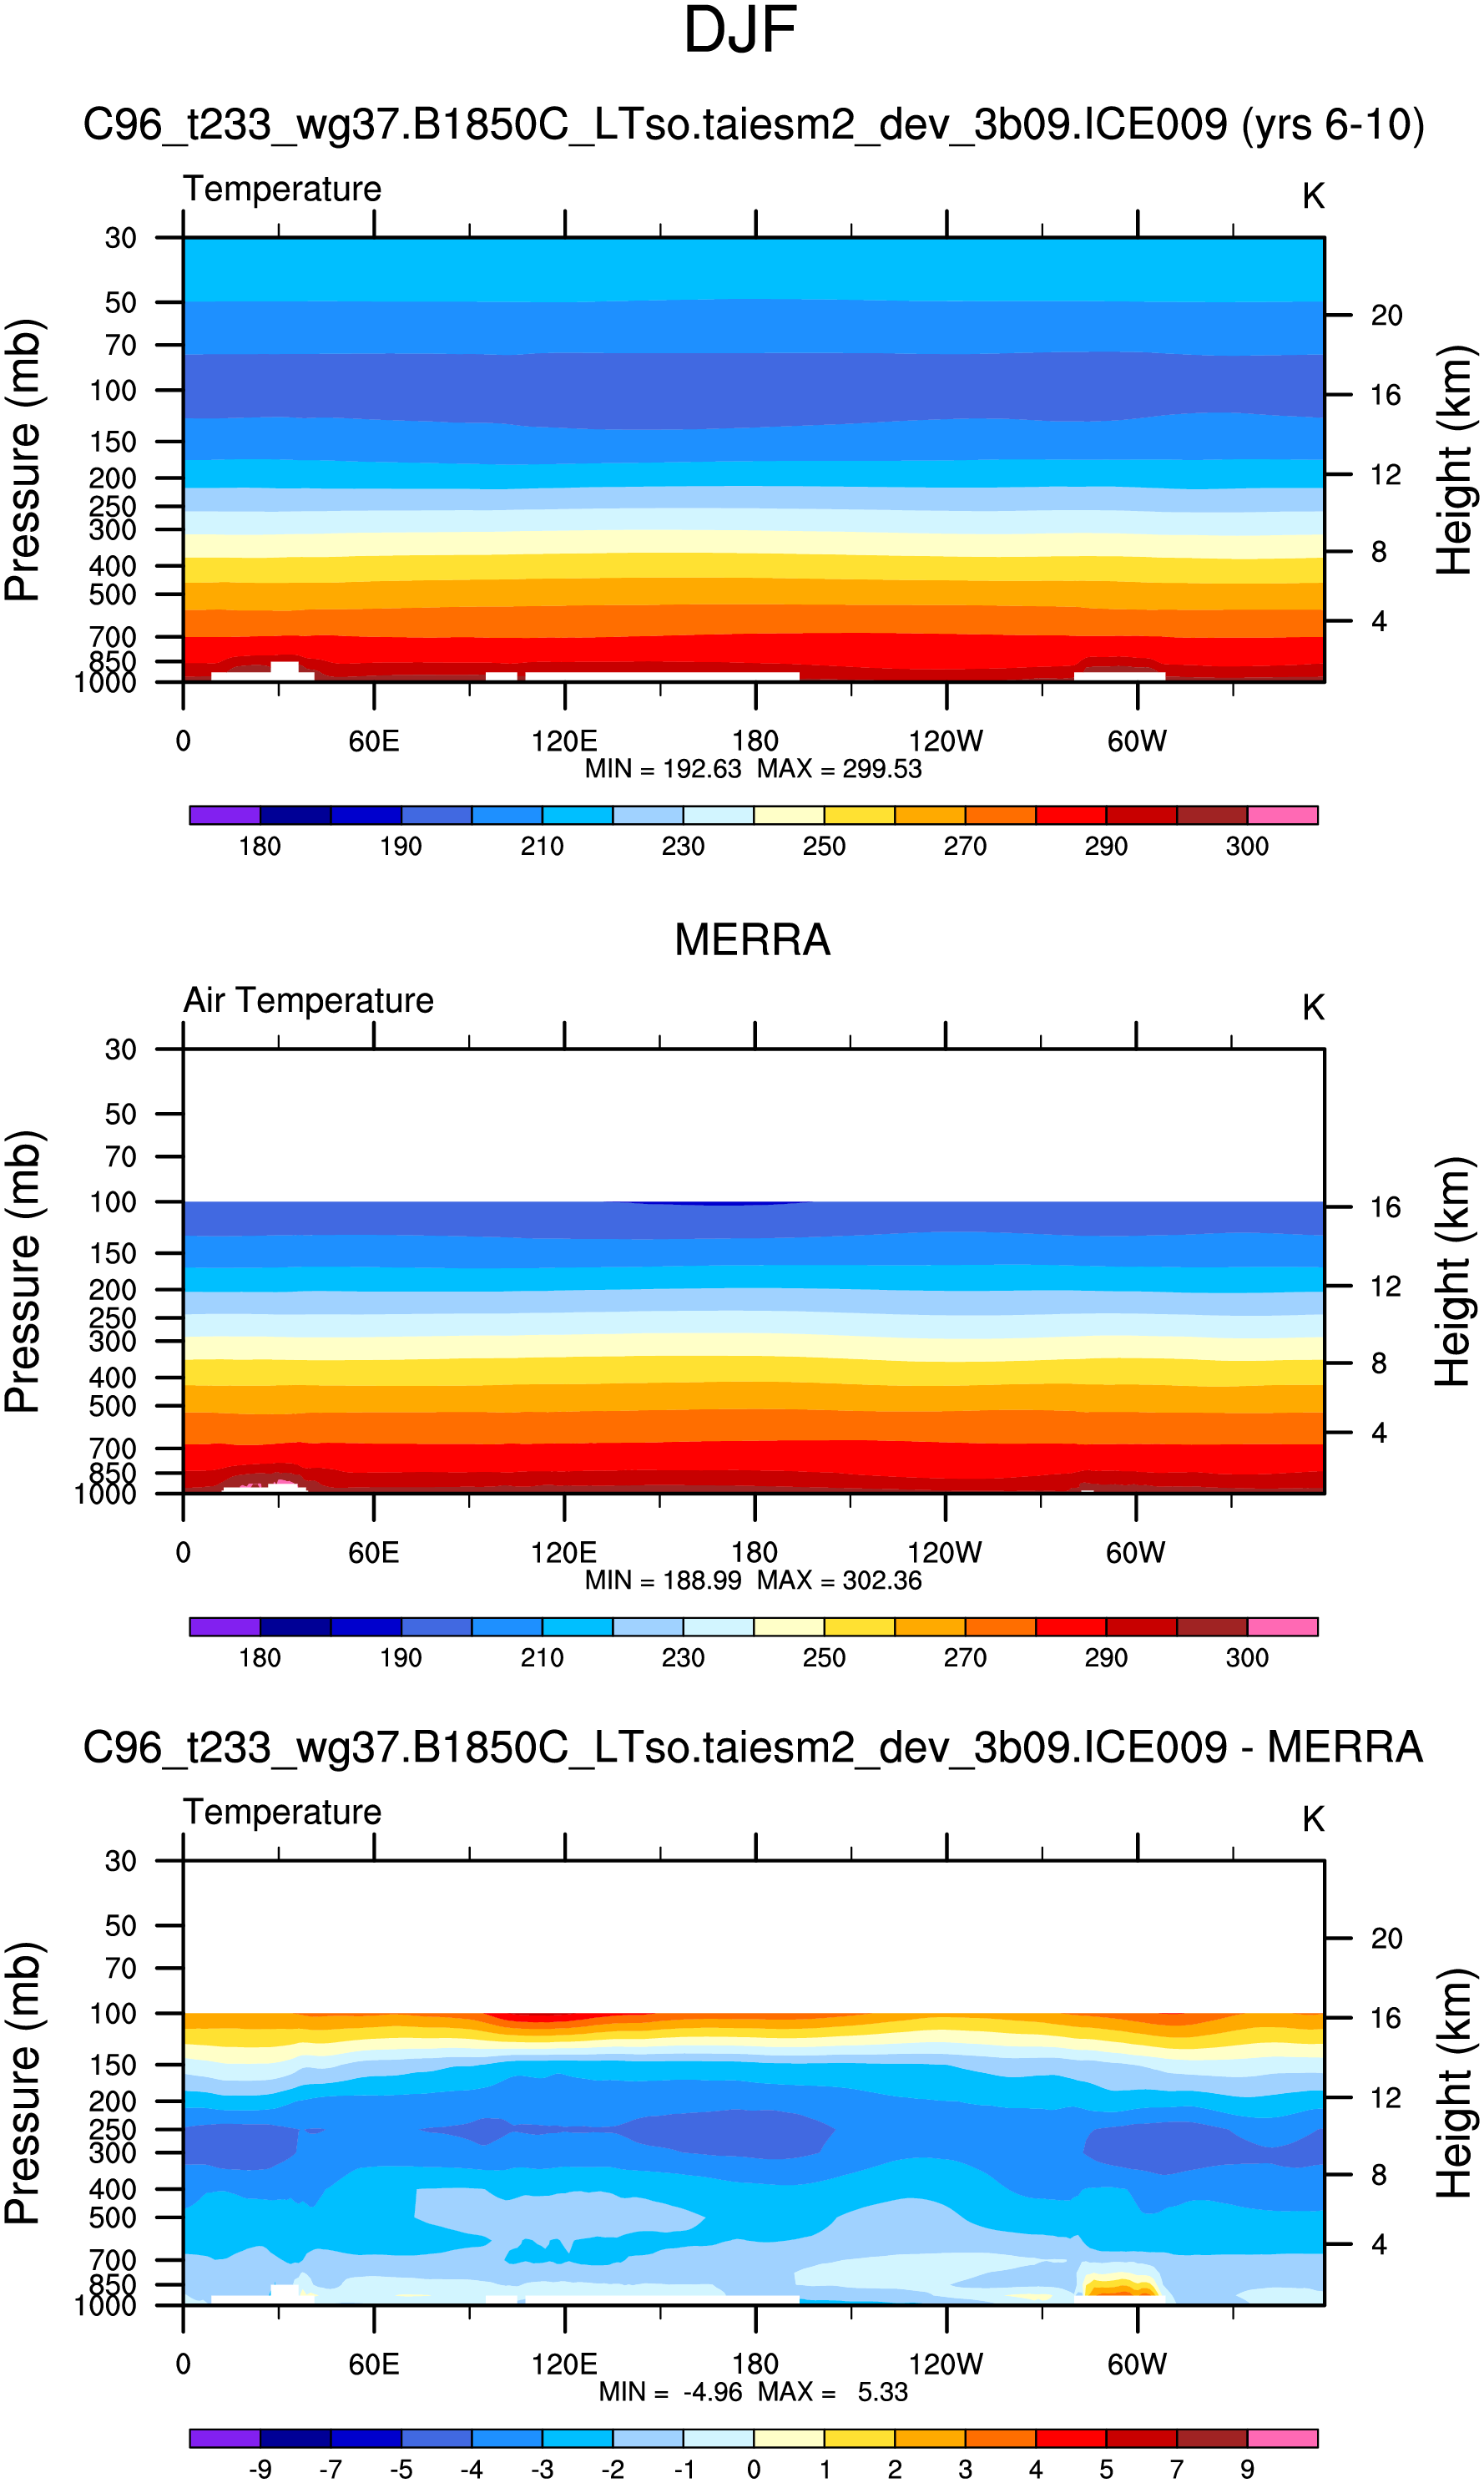 DJF
C96_t233_wg37.B1850C_LTso.taiesm2_dev_3b09.ICE009 (yrs 6-10)
Temperature K
Pressure (mb)
30
50
70
100
150
200
250
300
400
500
700
850
1000
20
16
12
8
4
Height (km)
0 60E 120E 180 120W 60W
MIN = 192.63 MAX = 299.53
180 190 210 230 250 270 290 300
MERRA
Air Temperature K
Pressure (mb)
30
50
70
100
150
200
250
300
400
500
700
850
1000
16
12
8
4
Height (km)
0 60E 120E 180 120W 60W
MIN = 188.99 MAX = 302.36
180 190 210 230 250 270 290 300
C96_t233_wg37.B1850C_LTso.taiesm2_dev_3b09.ICE009 - MERRA
Temperature K
Pressure (mb)
30
50
70
100
150
200
250
300
400
500
700
850
1000
20
16
12
8
4
Height (km)
0 60E 120E 180 120W 60W
MIN = -4.96 MAX = 5.33
-9 -7 -5 -4 -3 -2 -1 0 1 2 3 4 5 7 9